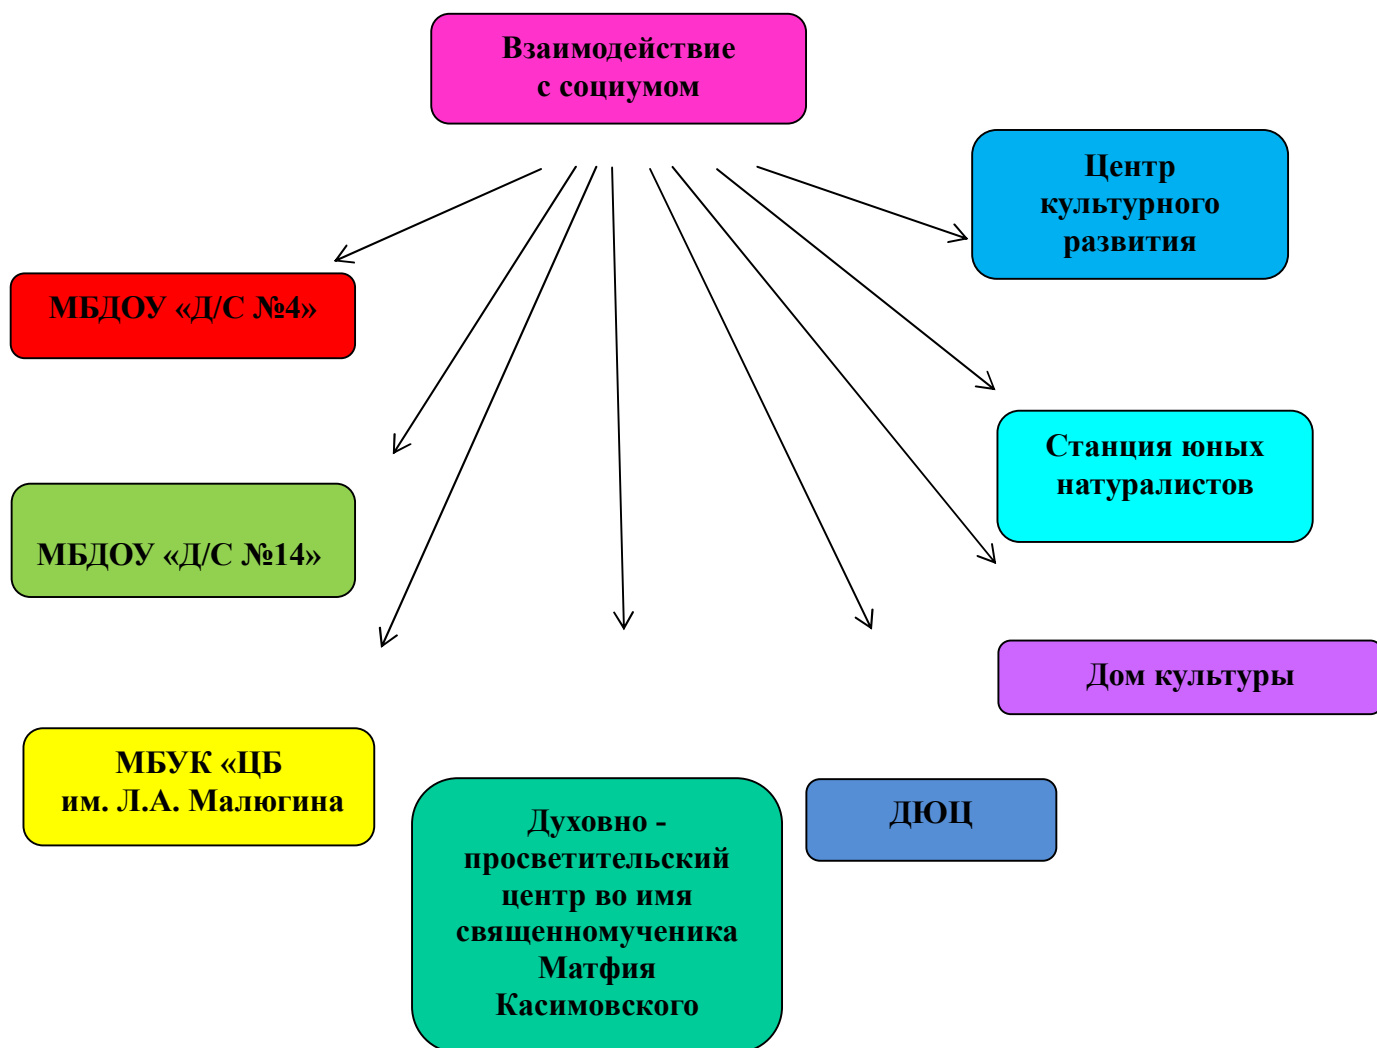 Взаимодействие
с социумом
Центр
культурного
развития
МБДОУ «Д/С №4»
Станция юных
натуралистов
МБДОУ «Д/С №14»
Дом культуры
МБУК «ЦБ
им. Л.А. Малюгина
Духовно -
просветительский
центр во имя
священномученика
Матфия
Касимовского
ДЮЦ